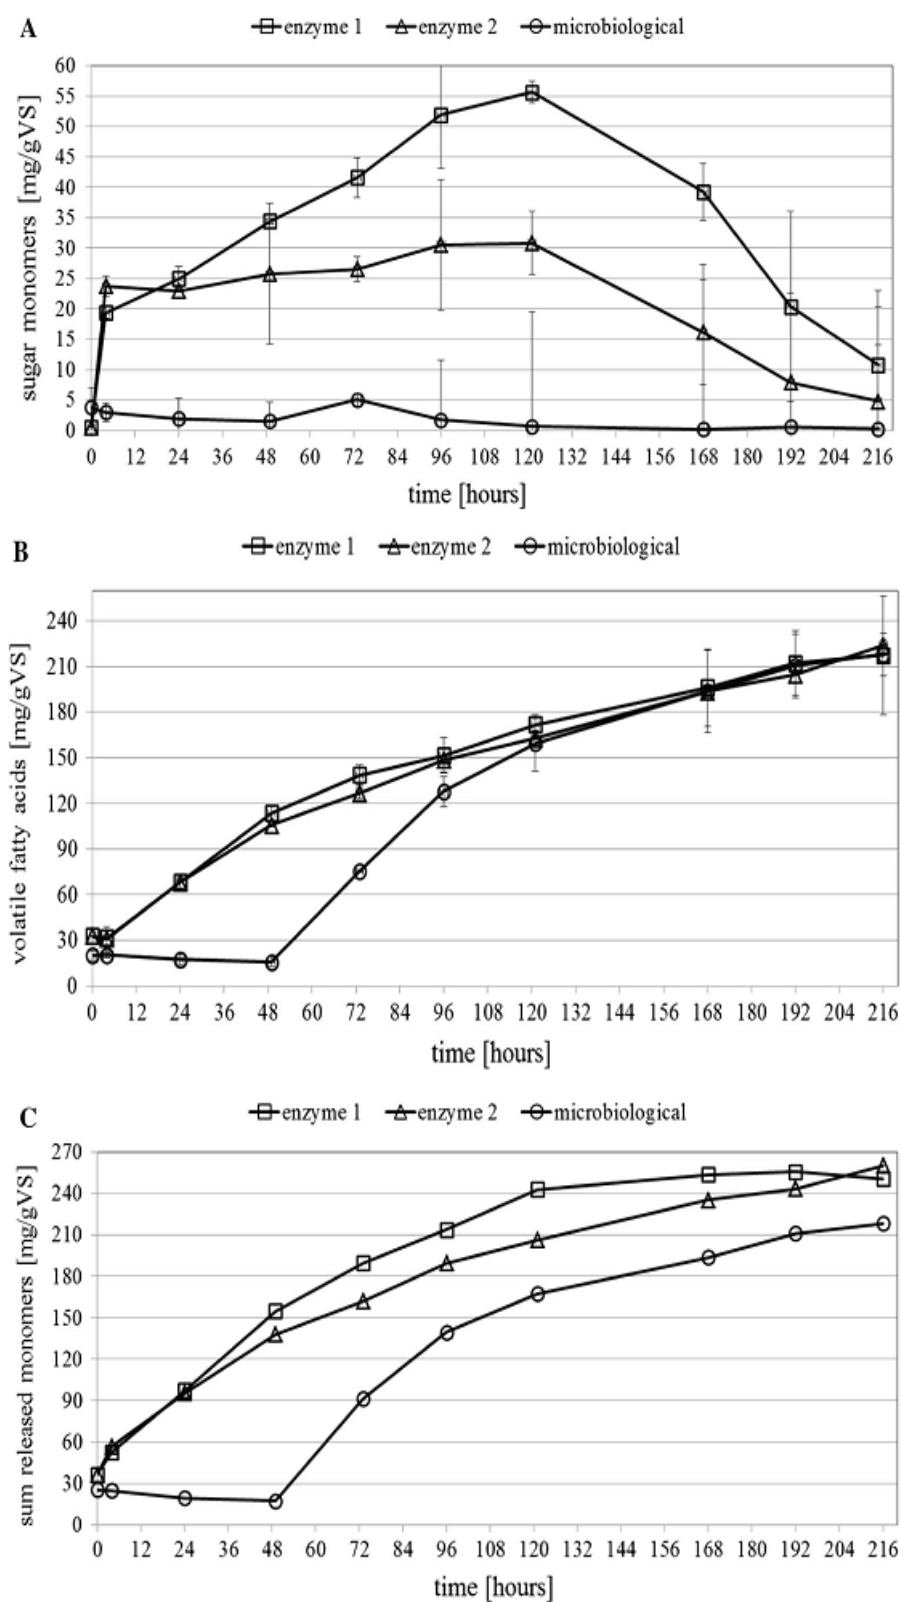 A
enzyme 1 enzyme 2 microbiological
60
55
50
45
40
35
30
25
20
15
10
5
0
sugar monomers [mg/gVS]
0 12 24 36 48 60 72 84 96 108 120 132 144 156 168 180 192 204 216
time [hours]
B
enzyme 1 enzyme 2 microbiological
240
210
180
150
120
90
60
30
0
volatile fatty acids [mg/gVS]
0 12 24 36 48 60 72 84 96 108 120 132 144 156 168 180 192 204 216
time [hours]
C
enzyme 1 enzyme 2 microbiological
270
240
210
180
150
120
90
60
30
0
sum released monomers [mg/gVS]
0 12 24 36 48 60 72 84 96 108 120 132 144 156 168 180 192 204 216
time [hours]